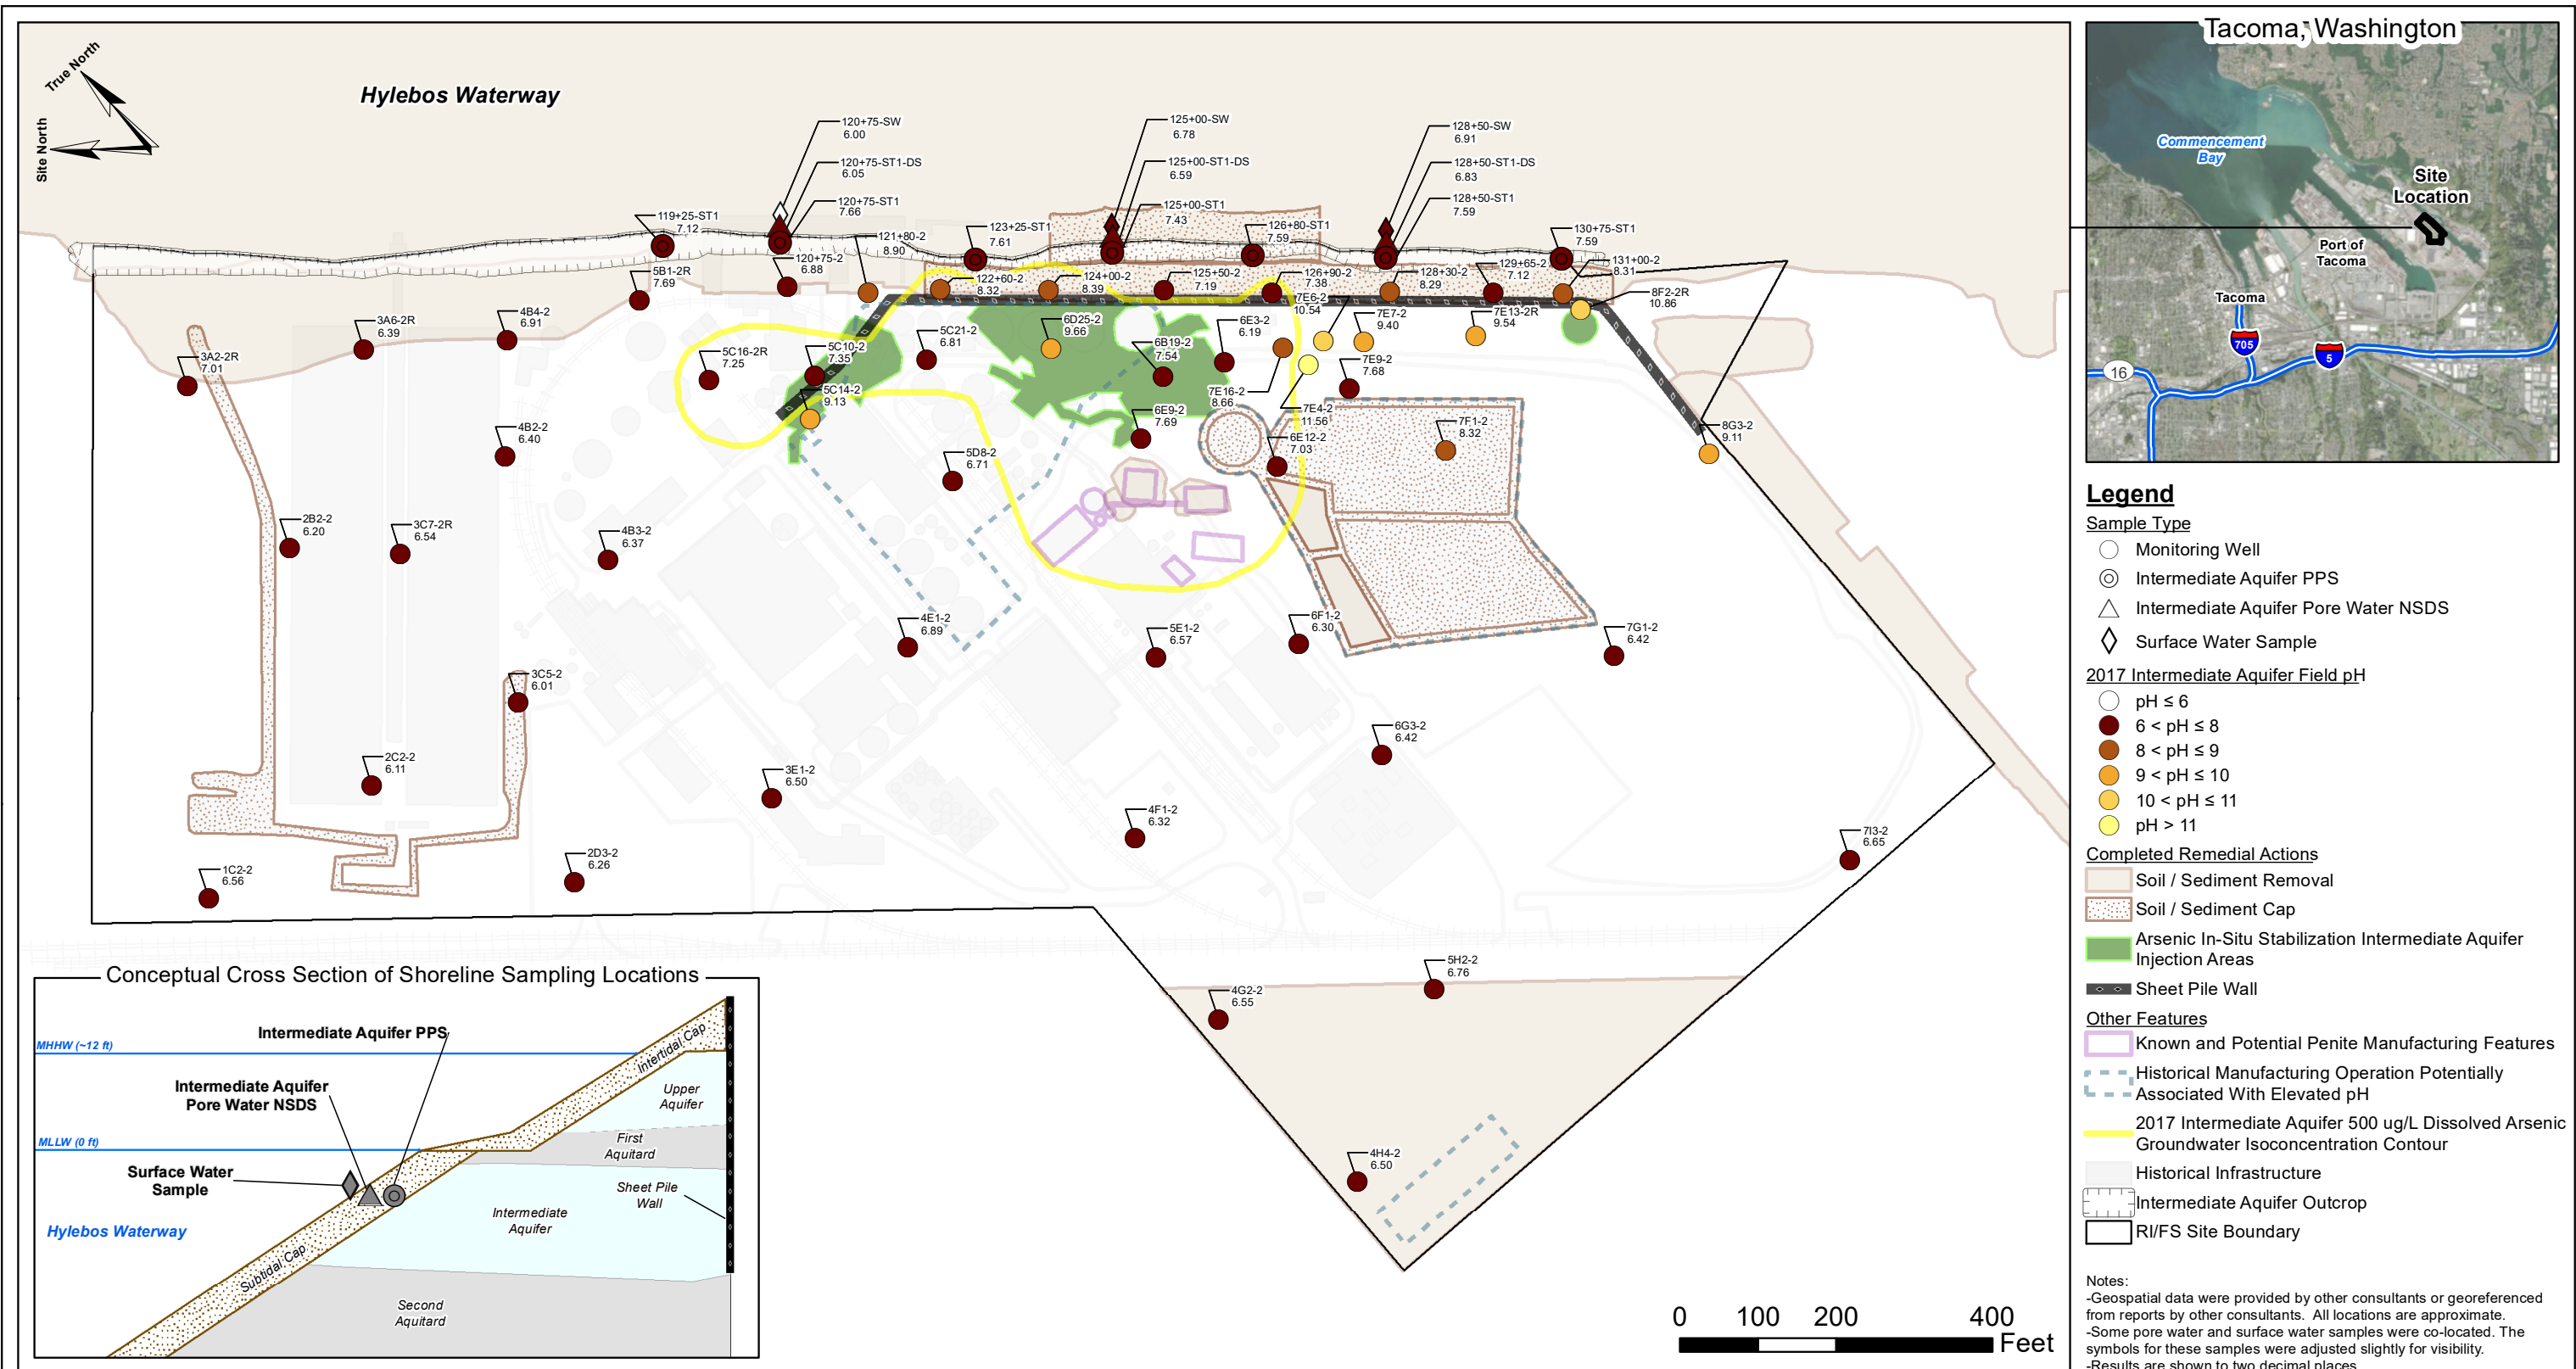 True North
Site North
Hylebos Waterway
120+75-SW
6.00
120+75-ST1-DS
6.05
120+75-ST1
7.66
125+00-SW
6.78
125+00-ST1-DS
6.59
125+00-ST1
7.43
128+50-SW
6.91
128+50-ST1-DS
6.83
128+50-ST1
7.59
119+25-ST1
7.12
121+80-2
8.90
123+25-ST1
7.61
126+80-ST1
7.59
130+75-ST1
7.59
5B1-2R
7.69
120+75-2
6.88
122+60-2
8.32
124+00-2
8.39
125+50-2
7.19
126+90-2
7.38
128+30-2
8.29
129+65-2
7.12
131+00-2
8.31
8F2-2R
10.86
3A2-2R
7.01
3A6-2R
6.39
4B4-2
6.91
5C16-2R
7.25
5C10-2
7.35
5C14-2
9.13
5C21-2
6.81
6D25-2
9.66
6B19-2
7.54
6E3-2
6.19
7E6-2
10.54
7E7-2
9.40
7E13-2R
9.54
7E9-2
7.68
7E16-2
8.66
7E4-2
11.56
6E9-2
7.69
6E12-2
7.03
7F1-2
8.32
8G3-2
9.11
4B2-2
6.40
5D8-2
6.71
2B2-2
6.20
3C7-2R
6.54
4B3-2
6.37
4E1-2
6.89
5E1-2
6.57
6F1-2
6.30
7G1-2
6.42
3C5-2
6.01
2C2-2
6.11
3E1-2
6.50
6G3-2
6.42
4F1-2
6.32
7I3-2
6.65
1C2-2
6.56
2D3-2
6.26
4G2-2
6.55
5H2-2
6.76
4H4-2
6.50
Conceptual Cross Section of Shoreline Sampling Locations
Intermediate Aquifer PPS
MHHW (~12 ft)
Intertidal Cap
Intermediate Aquifer
Pore Water NSDS
Upper
Aquifer
MLLW (0 ft)
First
Aquitard
Surface Water
Sample
Sheet Pile
Wall
Intermediate
Aquifer
Hylebos Waterway
Subtidal Cap
Second
Aquitard
0 100 200 400
Feet
Tacoma, Washington
Commencement
Bay
Site
Location
Port of
Tacoma
Tacoma
705
5
16
Legend
Sample Type
Monitoring Well
Intermediate Aquifer PPS
Intermediate Aquifer Pore Water NSDS
Surface Water Sample
2017 Intermediate Aquifer Field pH
pH ≤ 6
6 < pH ≤ 8
8 < pH ≤ 9
9 < pH ≤ 10
10 < pH ≤ 11
pH > 11
Completed Remedial Actions
Soil / Sediment Removal
Soil / Sediment Cap
Arsenic In-Situ Stabilization Intermediate Aquifer
Injection Areas
Sheet Pile Wall
Other Features
Known and Potential Penite Manufacturing Features
Historical Manufacturing Operation Potentially
Associated With Elevated pH
2017 Intermediate Aquifer 500 ug/L Dissolved Arsenic
Groundwater Isoconcentration Contour
Historical Infrastructure
Intermediate Aquifer Outcrop
RI/FS Site Boundary
Notes:
-Geospatial data were provided by other consultants or georeferenced
from reports by other consultants. All locations are approximate.
-Some pore water and surface water samples were co-located. The
symbols for these samples were adjusted slightly for visibility.
-Results are shown to two decimal places